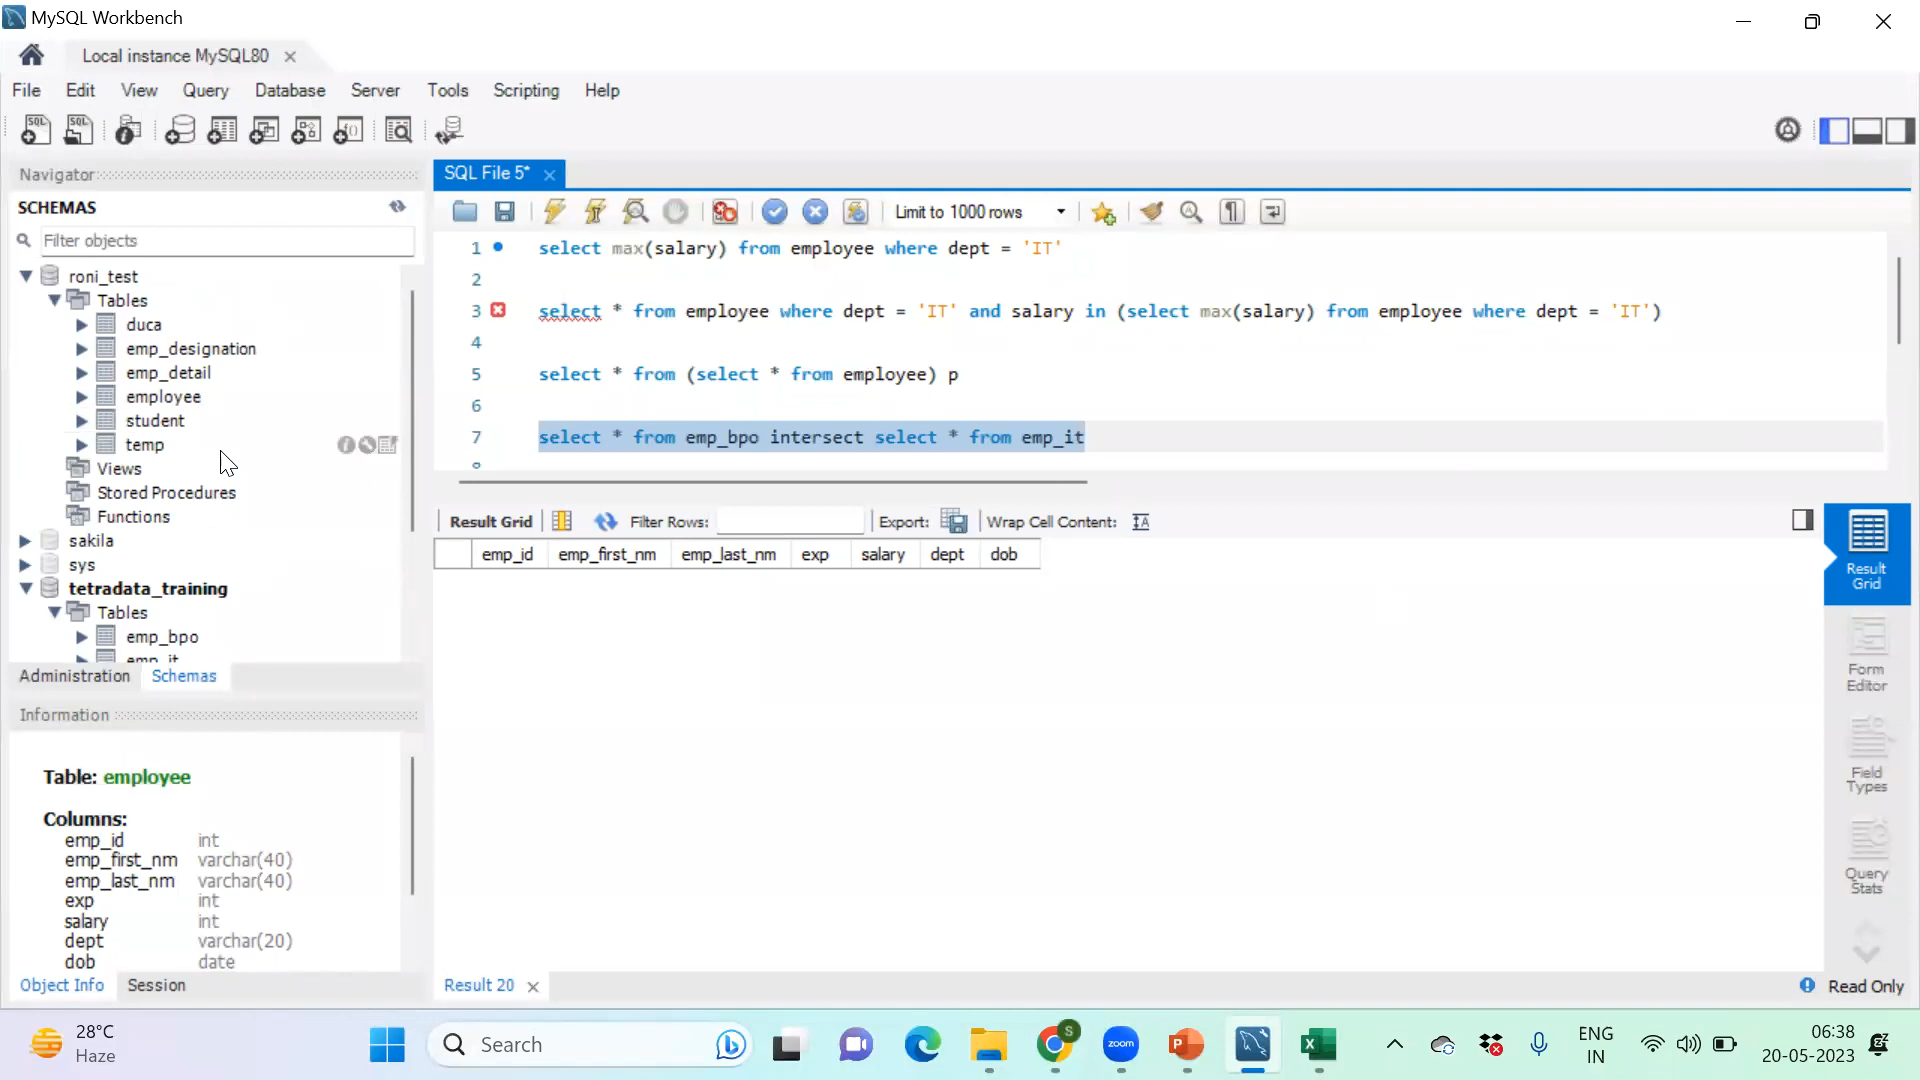 MySQL Workbench
Local instance MySQL80
File Edit View Query Database Server Tools Scripting Help
Navigator
SCHEMAS
Filter objects
roni_test
Tables
duca
emp_designation
emp_detail
employee
student
temp
Views
Stored Procedures
Functions
sakila
sys
tetradata_training
Tables
emp_bpo
emp_it
Administration Schemas
Information
Table: employee
Columns:
emp_id int
emp_first_nm varchar(40)
emp_last_nm varchar(40)
exp int
salary int
dept varchar(20)
dob date
Object Info Session
SQL File 5*
Limit to 1000 rows
1 select max(salary) from employee where dept = 'IT'
2
3 select * from employee where dept = 'IT' and salary in (select max(salary) from employee where dept = 'IT')
4
5 select * from (select * from employee) p
6
7 select * from emp_bpo intersect select * from emp_it
8
Result Grid Filter Rows: Export: Wrap Cell Content:
emp_id emp_first_nm emp_last_nm exp salary dept dob
Result
Grid
Form
Editor
Field
Types
Query
Stats
Result 20
Read Only
28°C
Haze
Search
S
zoom
ENG
IN
06:38
20-05-2023